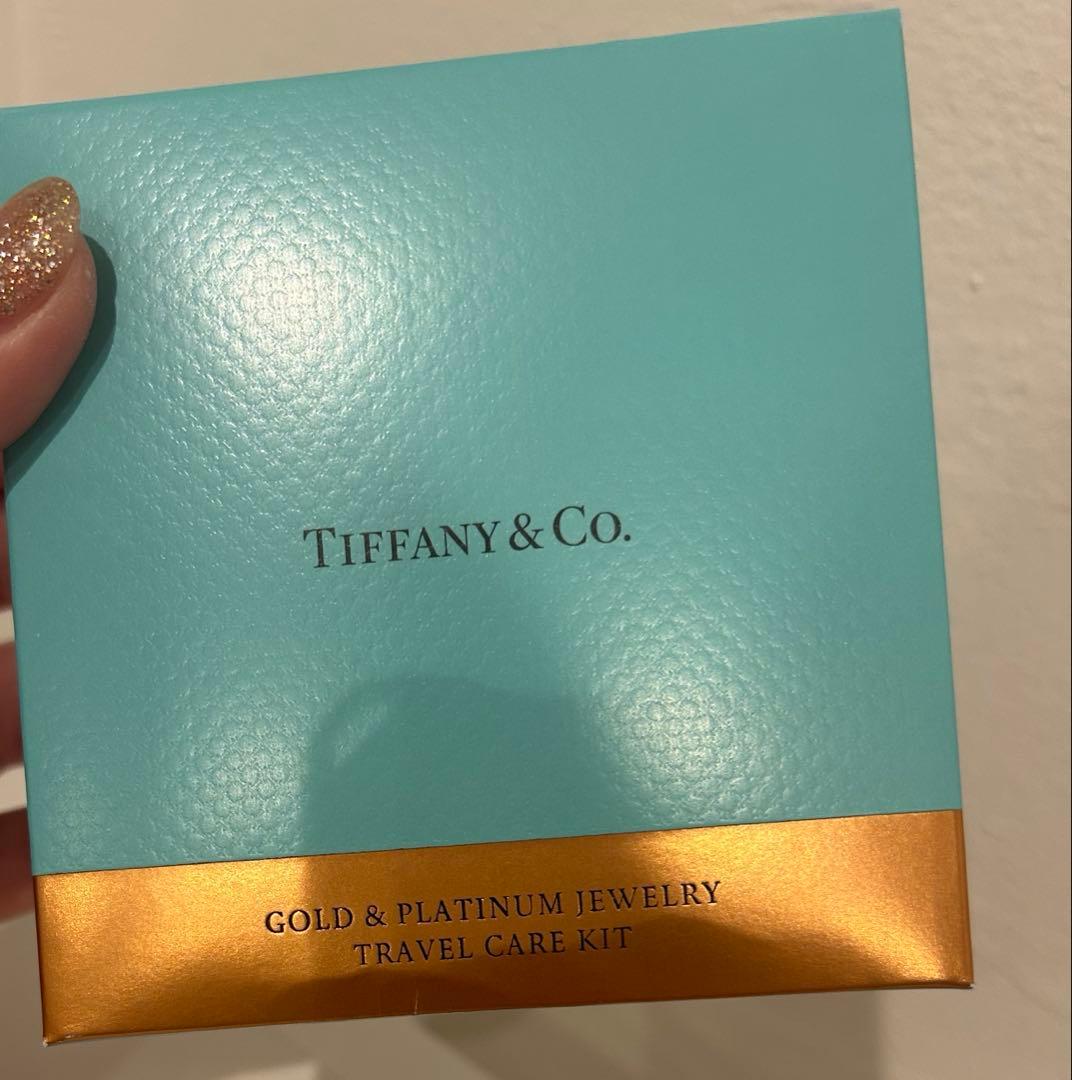 TIFFANY & CO.
GOLD & PLATINUM JEWELRY
TRAVEL CARE KIT